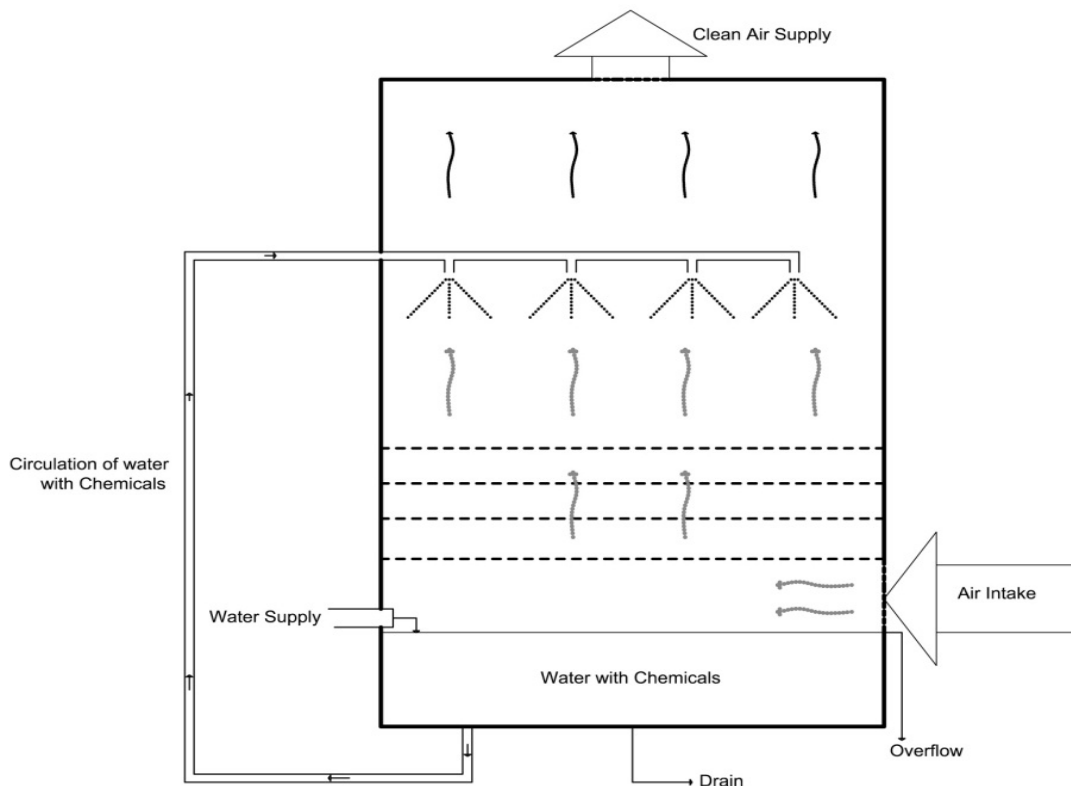 Clean Air Supply
Circulation of water
with Chemicals
Air Intake
Water Supply
Water with Chemicals
Overflow
Drain